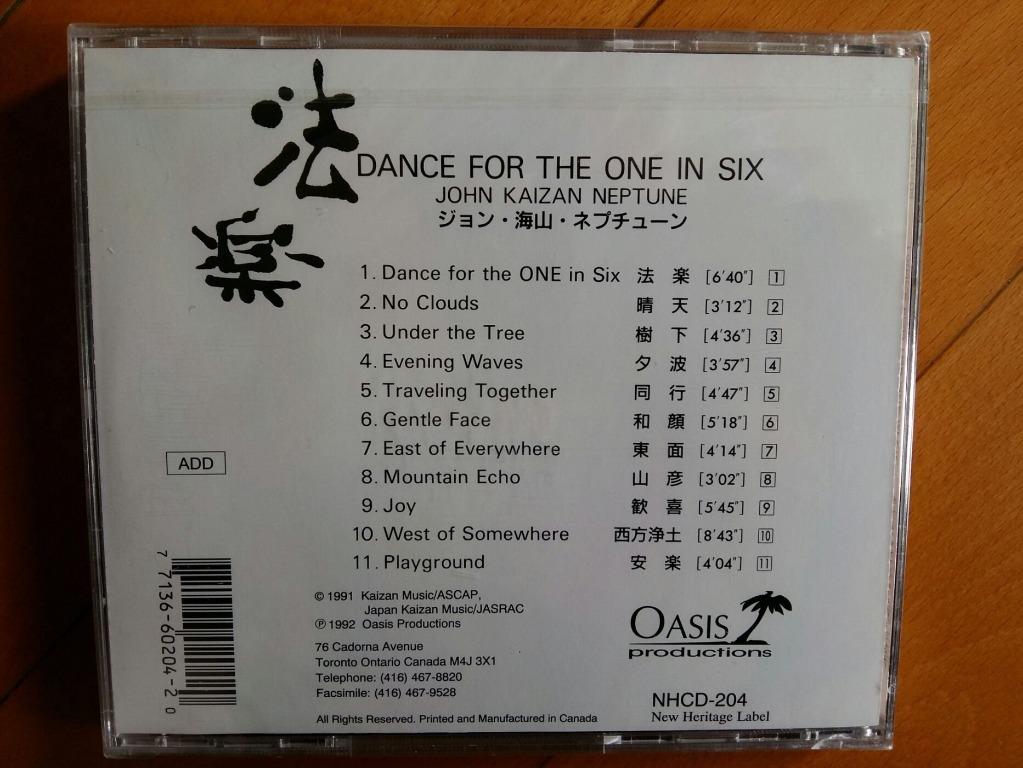 法楽
DANCE FOR THE ONE IN SIX
JOHN KAIZAN NEPTUNE
ジョン・海山・ネプチューン
1. Dance for the ONE in Six 法 楽 [6'40"] 1
2. No Clouds 晴 天 [3'12"] 2
3. Under the Tree 樹 下 [4'36"] 3
4. Evening Waves 夕 波 [3'57"] 4
5. Traveling Together 同 行 [4'47"] 5
6. Gentle Face 和 顔 [5'18"] 6
7. East of Everywhere 東 面 [4'14"] 7
8. Mountain Echo 山 彦 [3'02"] 8
9. Joy 歓 喜 [5'45"] 9
10. West of Somewhere 西方浄土 [8'43"] 10
11. Playground 安 楽 [4'04"] 11
ADD
7 7136-60204-2 0
© 1991 Kaizan Music/ASCAP,
Japan Kaizan Music/JASRAC
℗ 1992 Oasis Productions
76 Cadorna Avenue
Toronto Ontario Canada M4J 3X1
Telephone: (416) 467-8820
Facsimile: (416) 467-9528
All Rights Reserved. Printed and Manufactured in Canada
OASIS
productions
NHCD-204
New Heritage Label